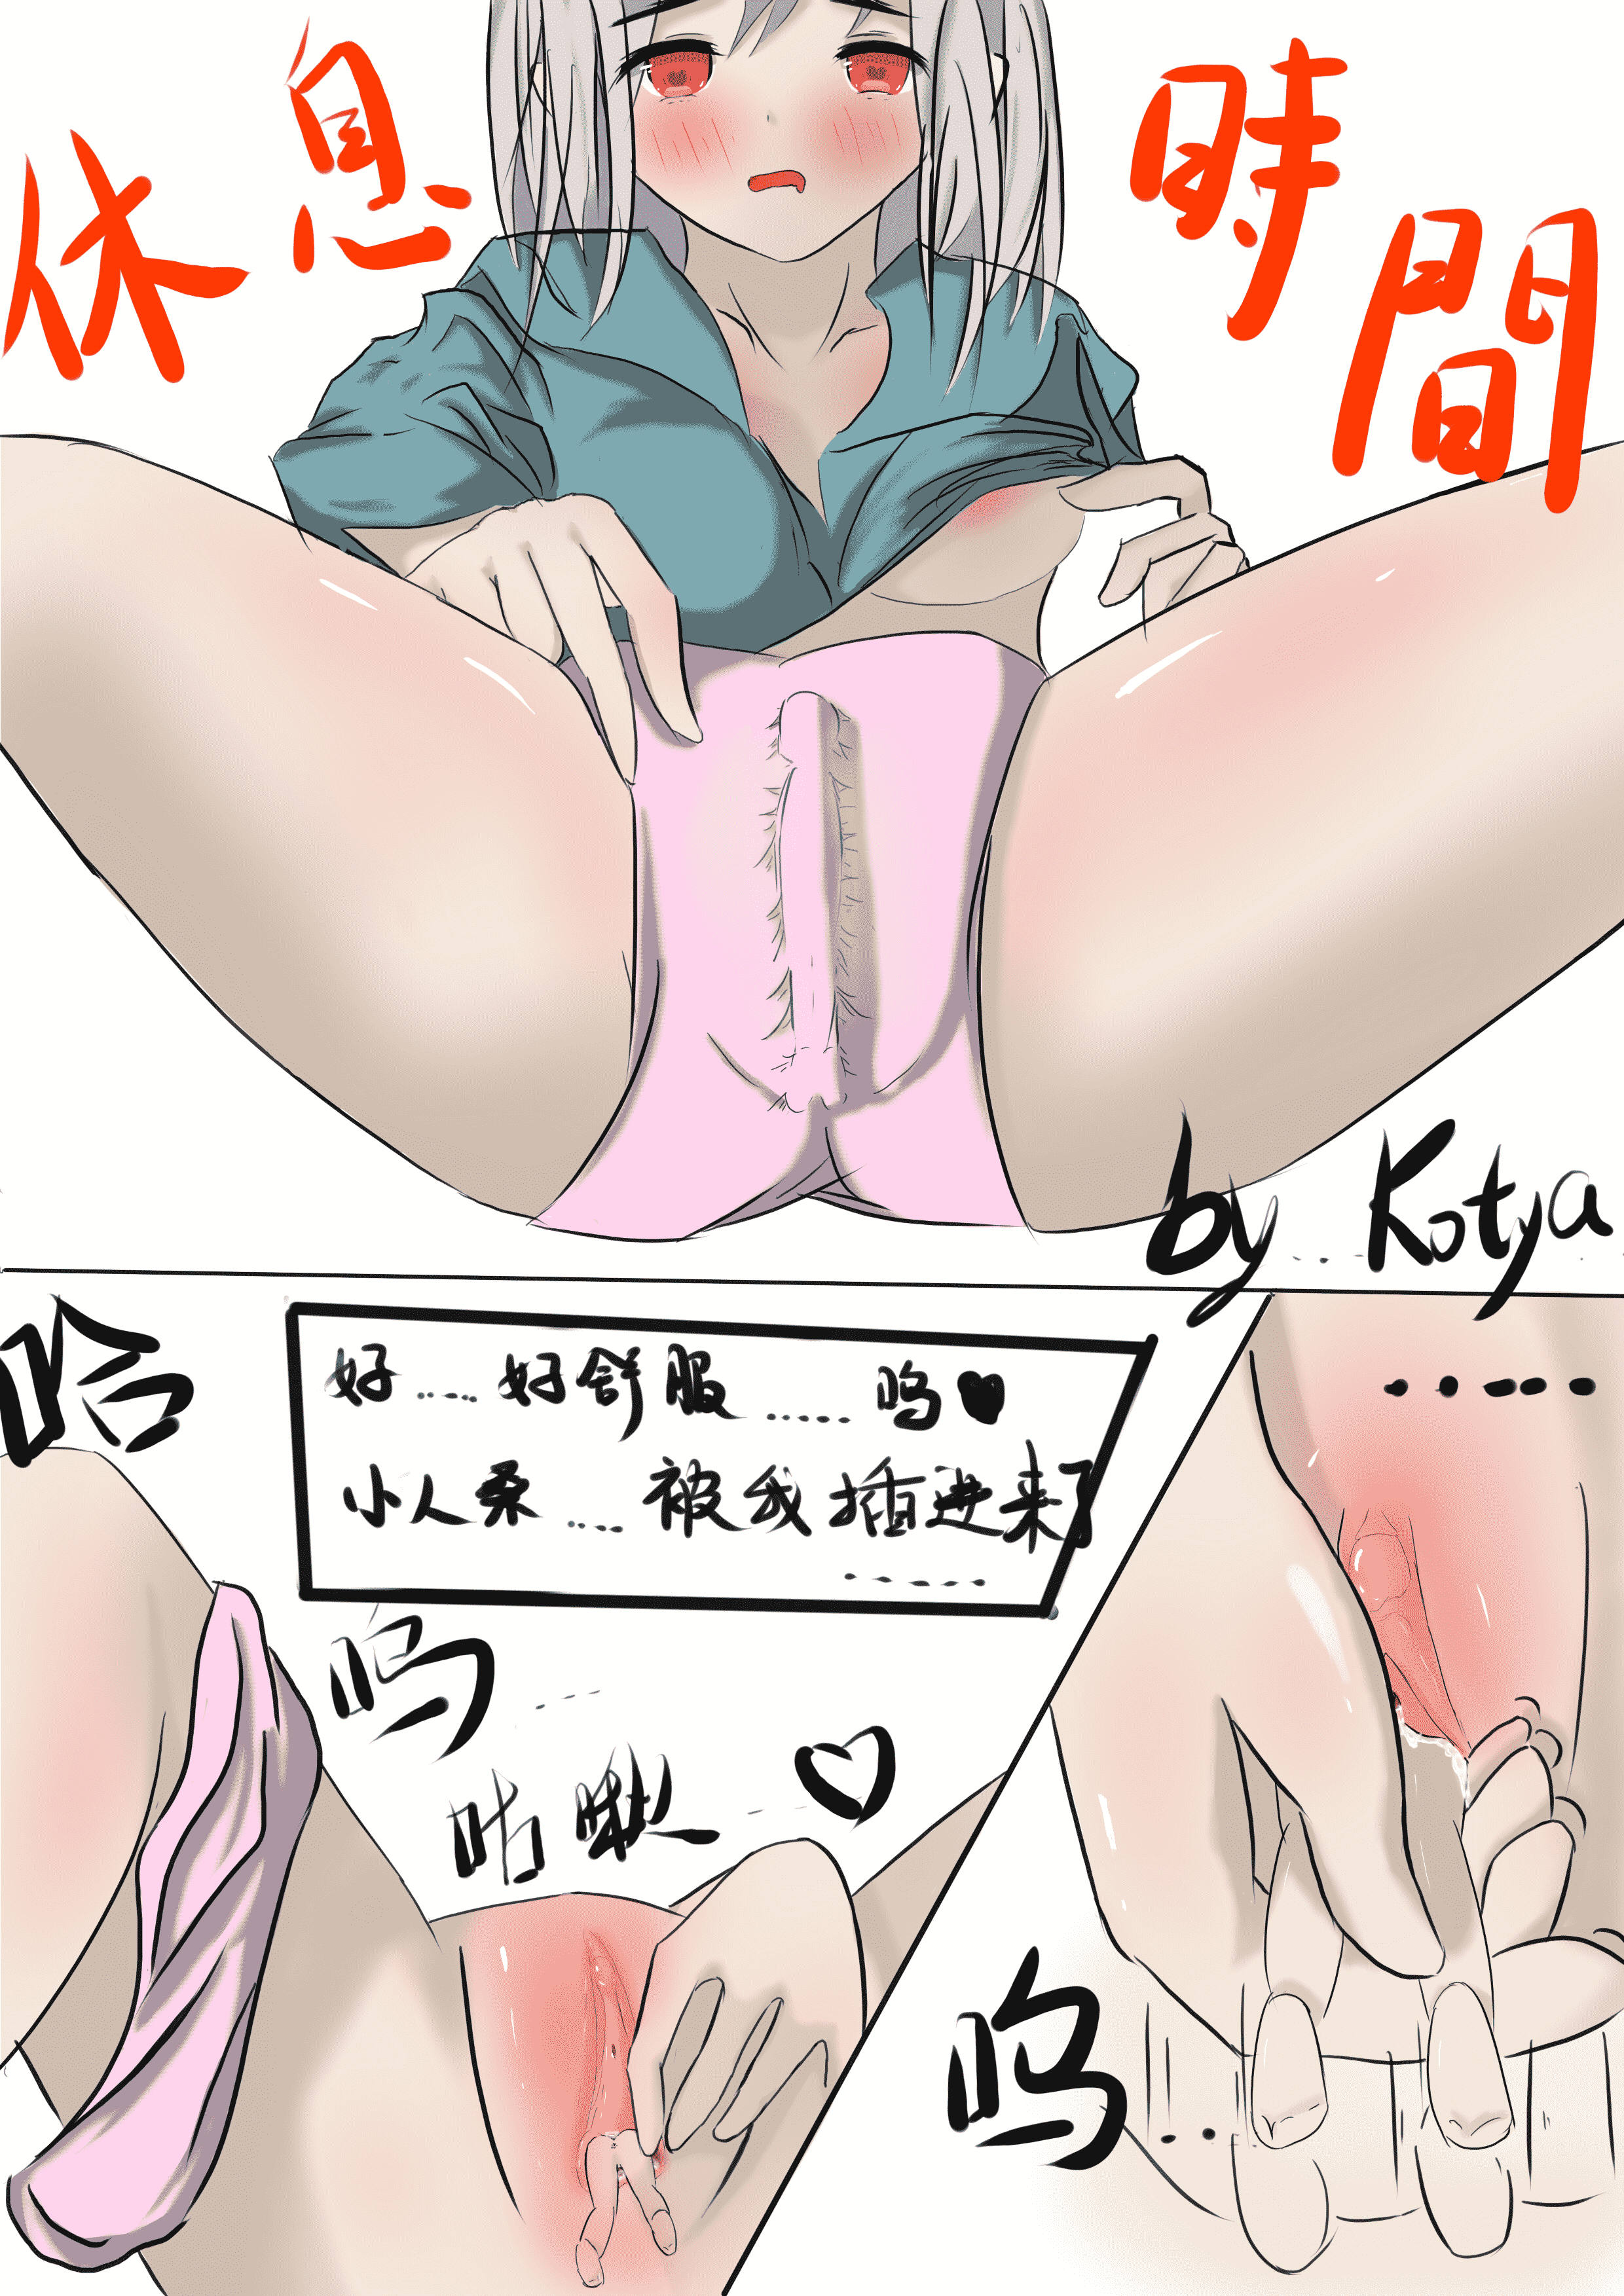 休息時間
by Kotya
哈
好……好舒服……呜♥
小人桑……被我插进来了
……
呜……
咕啾……♡
……
呜……